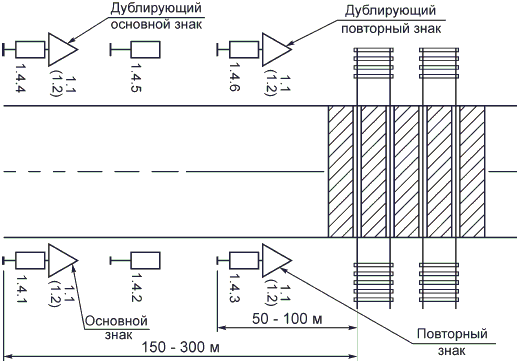 Дублирующий
основной знак
Дублирующий
повторный знак
1.4.4
(1.2)
1.1
1.4.5
1.4.6
(1.2)
1.1
1.4.1
(1.2)
1.1
1.4.2
1.4.3
(1.2)
1.1
Основной
знак
50 - 100 м
Повторный
знак
150 - 300 м